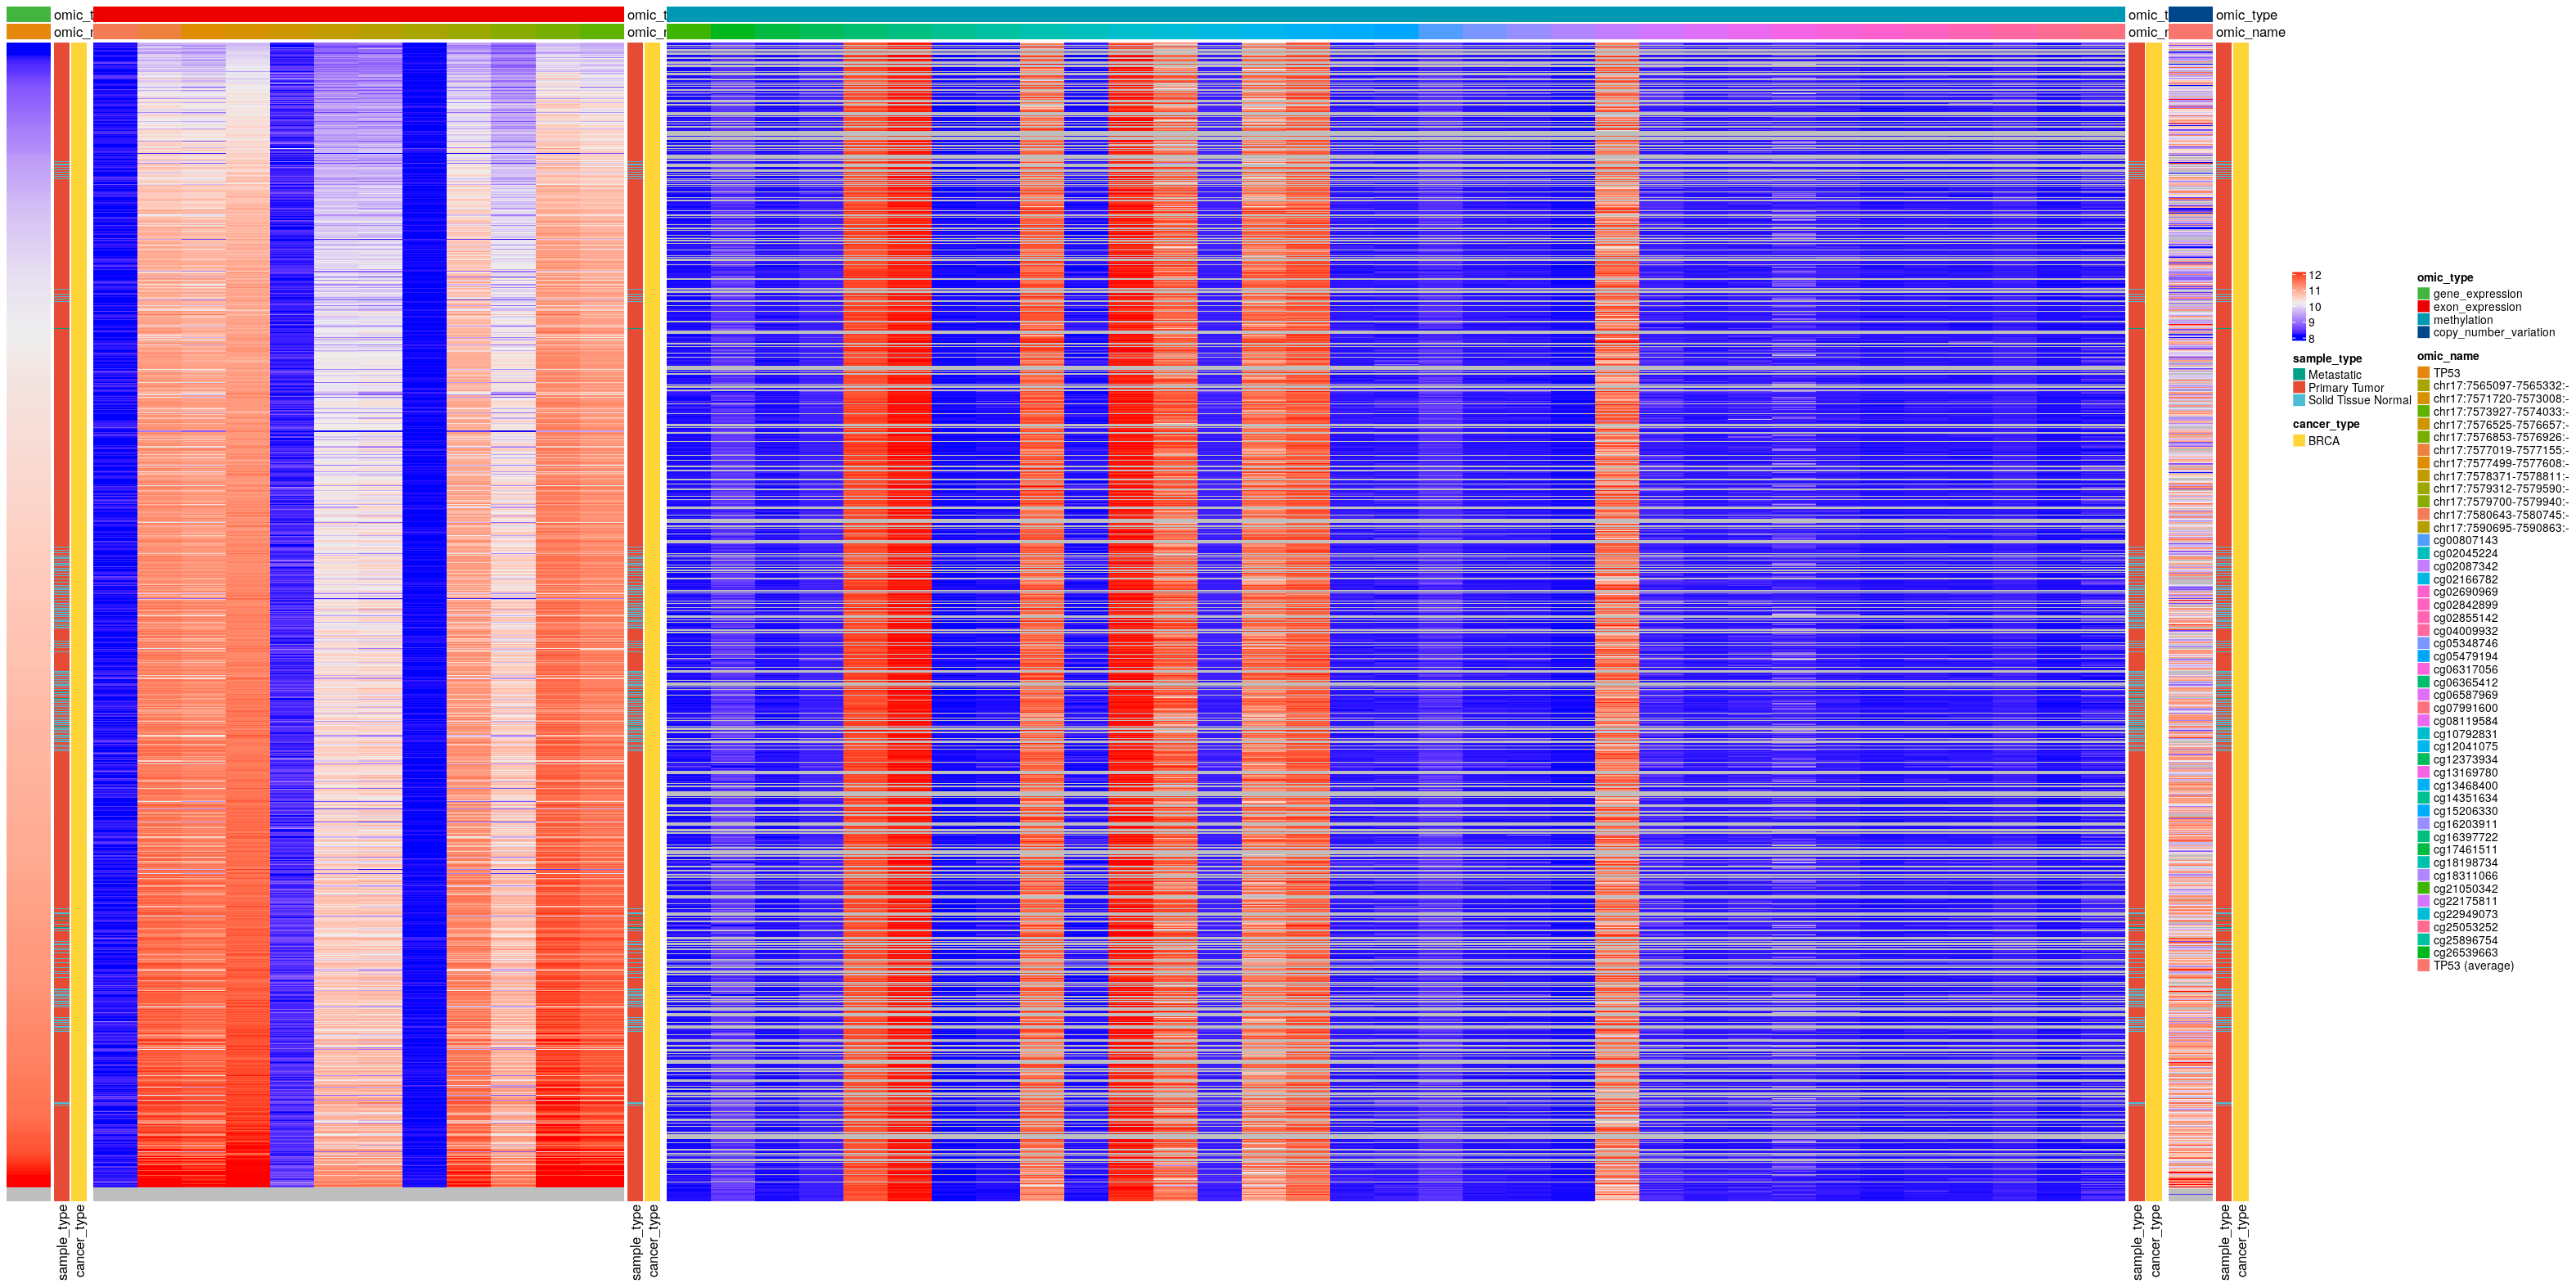 omic_t
omic_r
omic_t
omic_r
omic_t
omic_r
omic_type
omic_name
12
11
10
9
8
sample_type
Metastatic
Primary Tumor
Solid Tissue Normal
cancer_type
BRCA
omic_type
gene_expression
exon_expression
methylation
copy_number_variation
omic_name
TP53
chr17:7565097-7565332:-
chr17:7571720-7573008:-
chr17:7573927-7574033:-
chr17:7576525-7576657:-
chr17:7576853-7576926:-
chr17:7577019-7577155:-
chr17:7577499-7577608:-
chr17:7578371-7578811:-
chr17:7579312-7579590:-
chr17:7579700-7579940:-
chr17:7580643-7580745:-
chr17:7590695-7590863:-
cg00807143
cg02045224
cg02087342
cg02166782
cg02690969
cg02842899
cg02855142
cg04009932
cg05348746
cg05479194
cg06317056
cg06365412
cg06587969
cg07991600
cg08119584
cg10792831
cg12041075
cg12373934
cg13169780
cg13468400
cg14351634
cg15206330
cg16203911
cg16397722
cg17461511
cg18198734
cg18311066
cg21050342
cg22175811
cg22949073
cg25053252
cg25896754
cg26539663
TP53 (average)
sample_type
cancer_type
sample_type
cancer_type
sample_type
cancer_type
sample_type
cancer_type